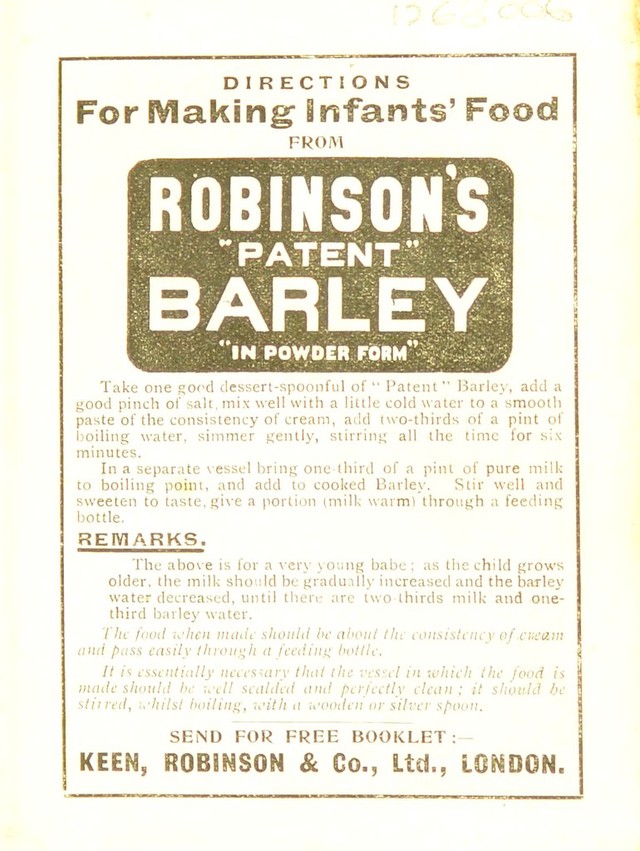 D 68006
DIRECTIONS
For Making Infants' Food
FROM
ROBINSON'S
"PATENT"
BARLEY
"IN POWDER FORM"
Take one good dessert-spoonful of "Patent" Barley, add a
good pinch of salt, mix well with a little cold water to a smooth
paste of the consistency of cream, add two-thirds of a pint of
boiling water, simmer gently, stirring all the time for six
minutes.
In a separate vessel bring one-third of a pint of pure milk
to boiling point, and add to cooked Barley. Stir well and
sweeten to taste, give a portion (milk warm) through a feeding
bottle.
REMARKS.
The above is for a very young babe; as the child grows
older, the milk should be gradually increased and the barley
water decreased, until there are two-thirds milk and one-
third barley water.
The food when made should be about the consistency of cream
and pass easily through a feeding bottle.
It is essentially necessary that the vessel in which the food is
made should be well scalded and perfectly clean; it should be
stirred, whilst boiling, with a wooden or silver spoon.
SEND FOR FREE BOOKLET:—
KEEN, ROBINSON & Co., Ltd., LONDON.